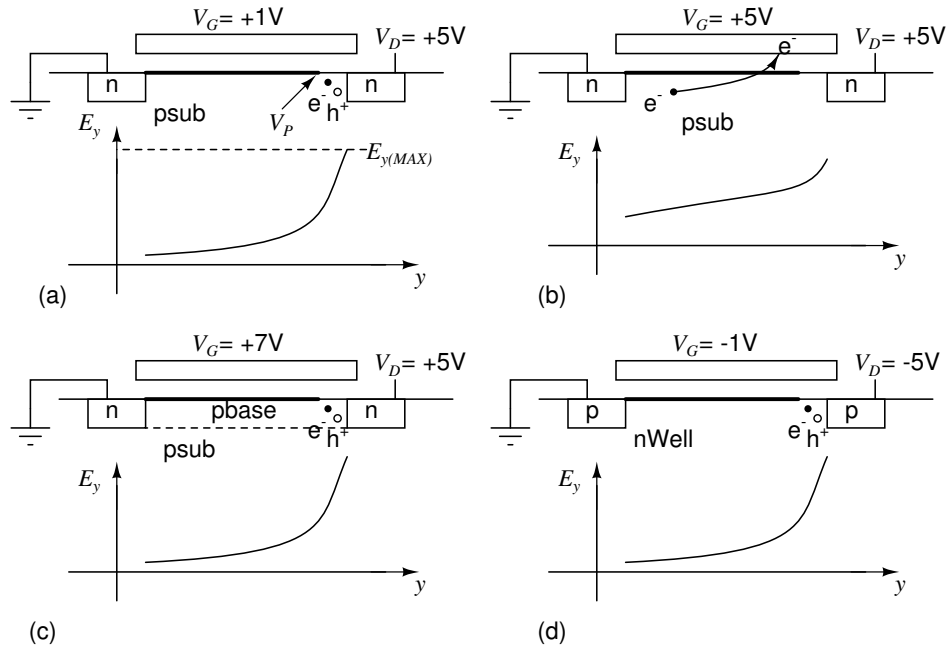 V_G = +1V
V_D = +5V
n
n
psub
V_P
e⁻
h⁺
E_y
E_y(MAX)
y
(a)
V_G = +5V
V_D = +5V
e⁻
n
n
e⁻
psub
E_y
y
(b)
V_G = +7V
V_D = +5V
n
pbase
n
e⁻
h⁺
psub
E_y
y
(c)
V_G = -1V
V_D = -5V
p
p
e⁻
h⁺
nWell
E_y
y
(d)